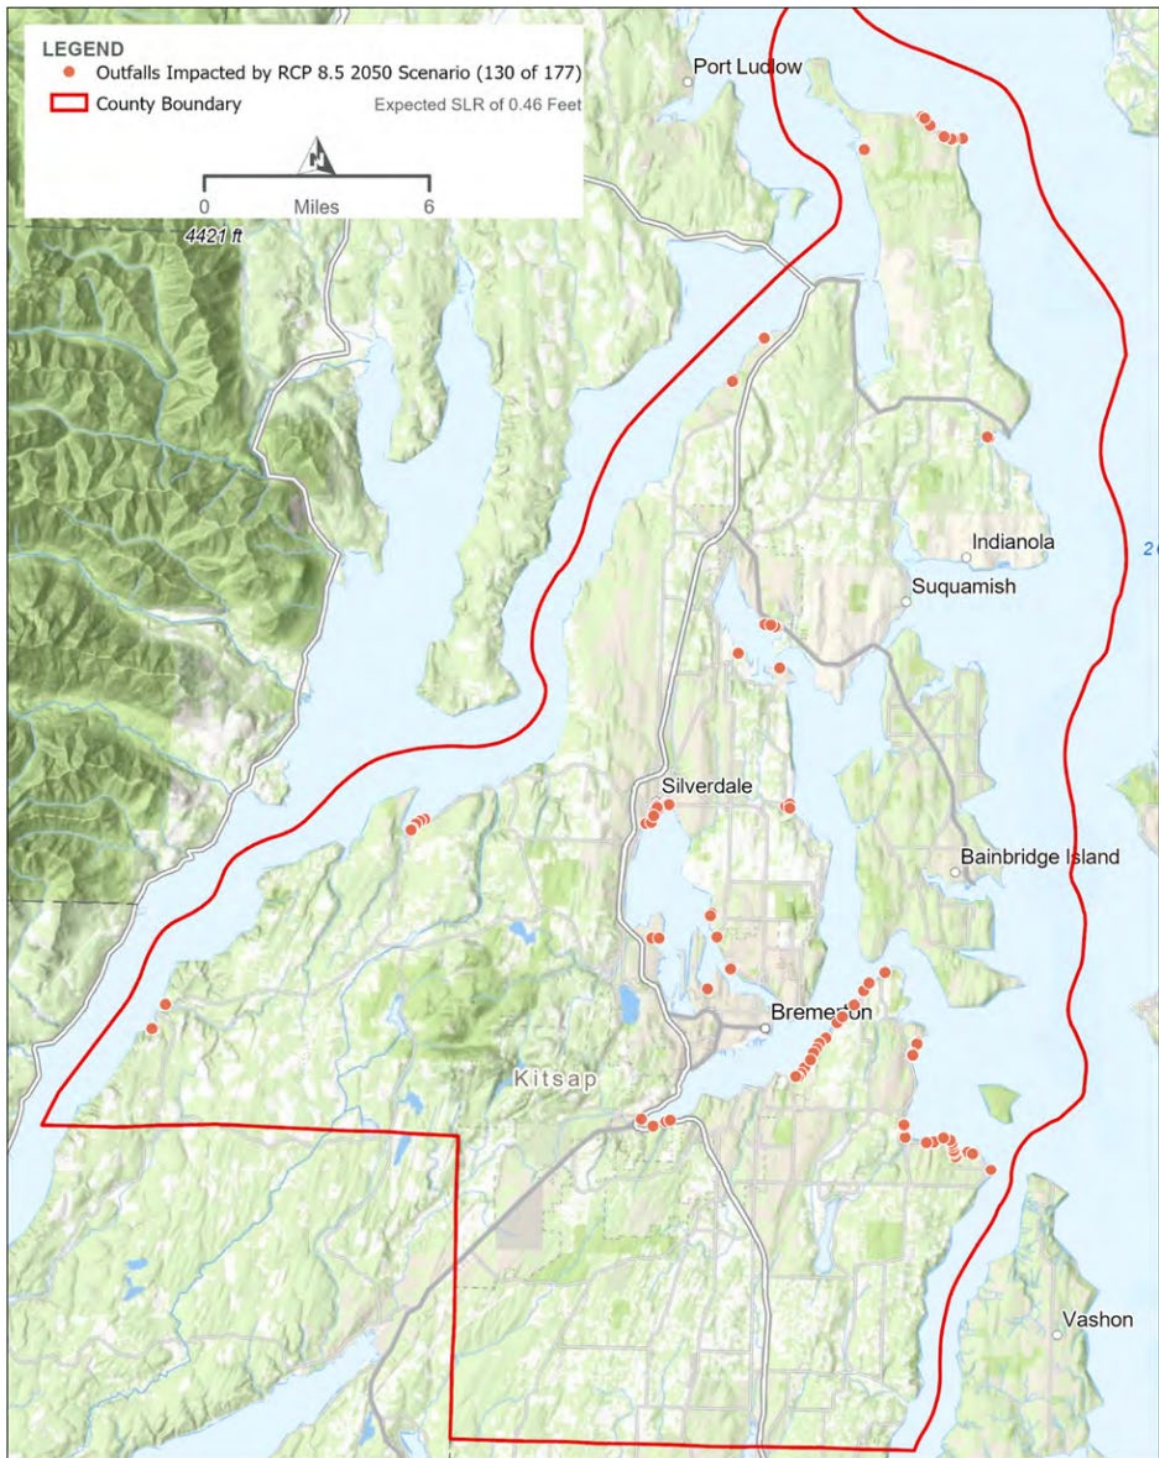 LEGEND
Outfalls Impacted by RCP 8.5 2050 Scenario (130 of 177)
County Boundary
Expected SLR of 0.46 Feet
N
0 Miles 6
4421 ft
Port Ludlow
Indianola
Suquamish
Silverdale
Bainbridge Island
Bremerton
Kitsap
Vashon